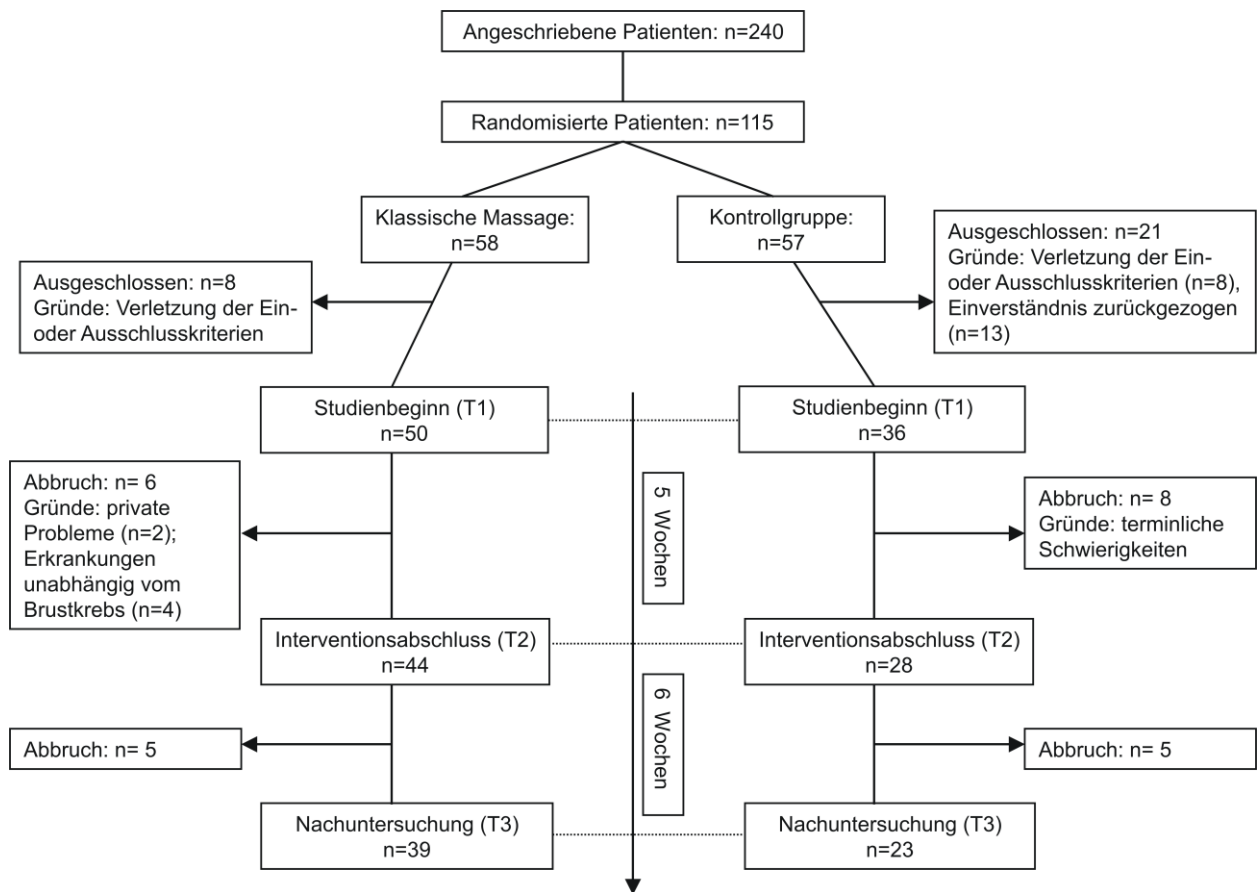 Angeschriebene Patienten: n=240
Randomisierte Patienten: n=115
Klassische Massage:
n=58
Kontrollgruppe:
n=57
Ausgeschlossen: n=8
Gründe: Verletzung der Ein-
oder Ausschlusskriterien
Ausgeschlossen: n=21
Gründe: Verletzung der Ein-
oder Ausschlusskriterien (n=8),
Einverständnis zurückgezogen
(n=13)
Studienbeginn (T1)
n=50
Studienbeginn (T1)
n=36
Abbruch: n= 6
Gründe: private
Probleme (n=2);
Erkrankungen
unabhängig vom
Brustkrebs (n=4)
5 Wochen
Abbruch: n= 8
Gründe: terminliche
Schwierigkeiten
Interventionsabschluss (T2)
n=44
Interventionsabschluss (T2)
n=28
Abbruch: n= 5
6 Wochen
Abbruch: n= 5
Nachuntersuchung (T3)
n=39
Nachuntersuchung (T3)
n=23